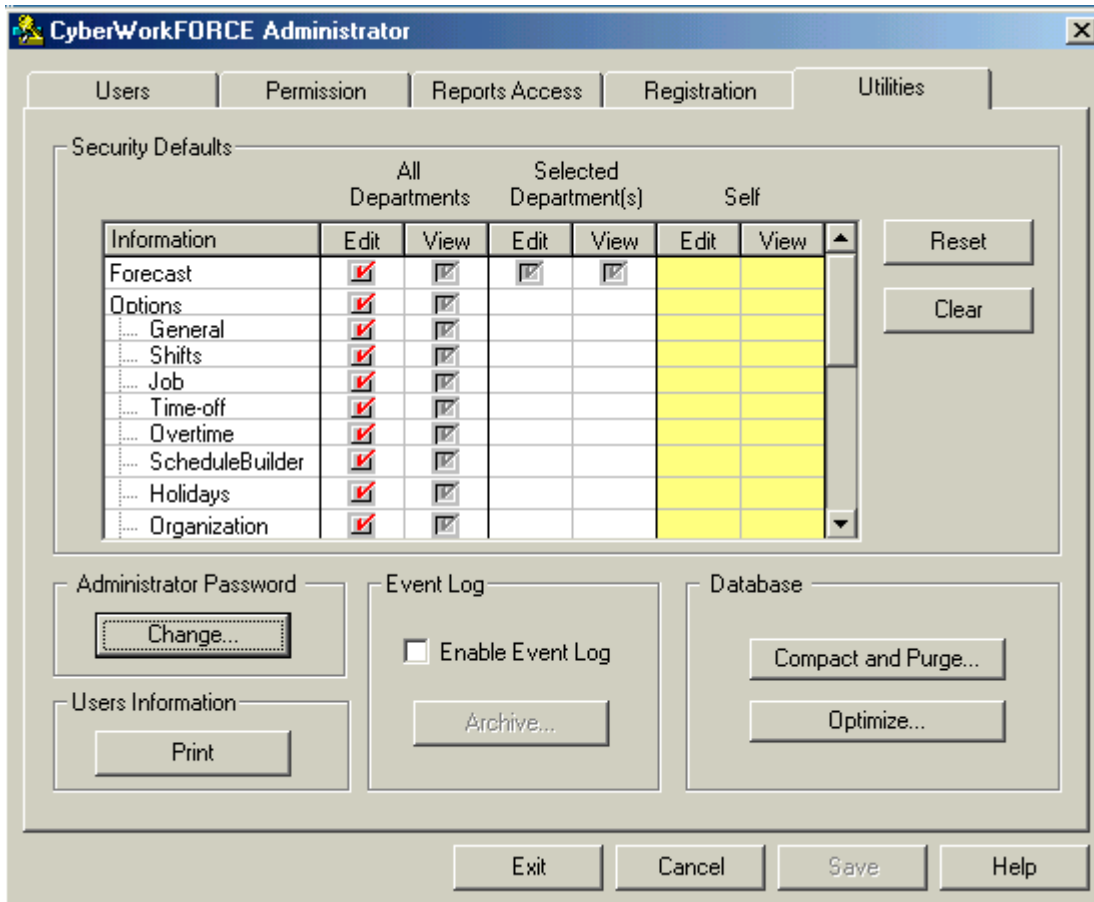 CyberWorkFORCE Administrator
Users Permission Reports Access Registration Utilities
Security Defaults
All Departments Selected Department(s) Self
Information Edit View Edit View Edit View
Forecast
Options
General
Shifts
Job
Time-off
Overtime
ScheduleBuilder
Holidays
Organization
Reset
Clear
Administrator Password
Change...
Users Information
Print
Event Log
Enable Event Log
Archive...
Database
Compact and Purge...
Optimize...
Exit Cancel Save Help